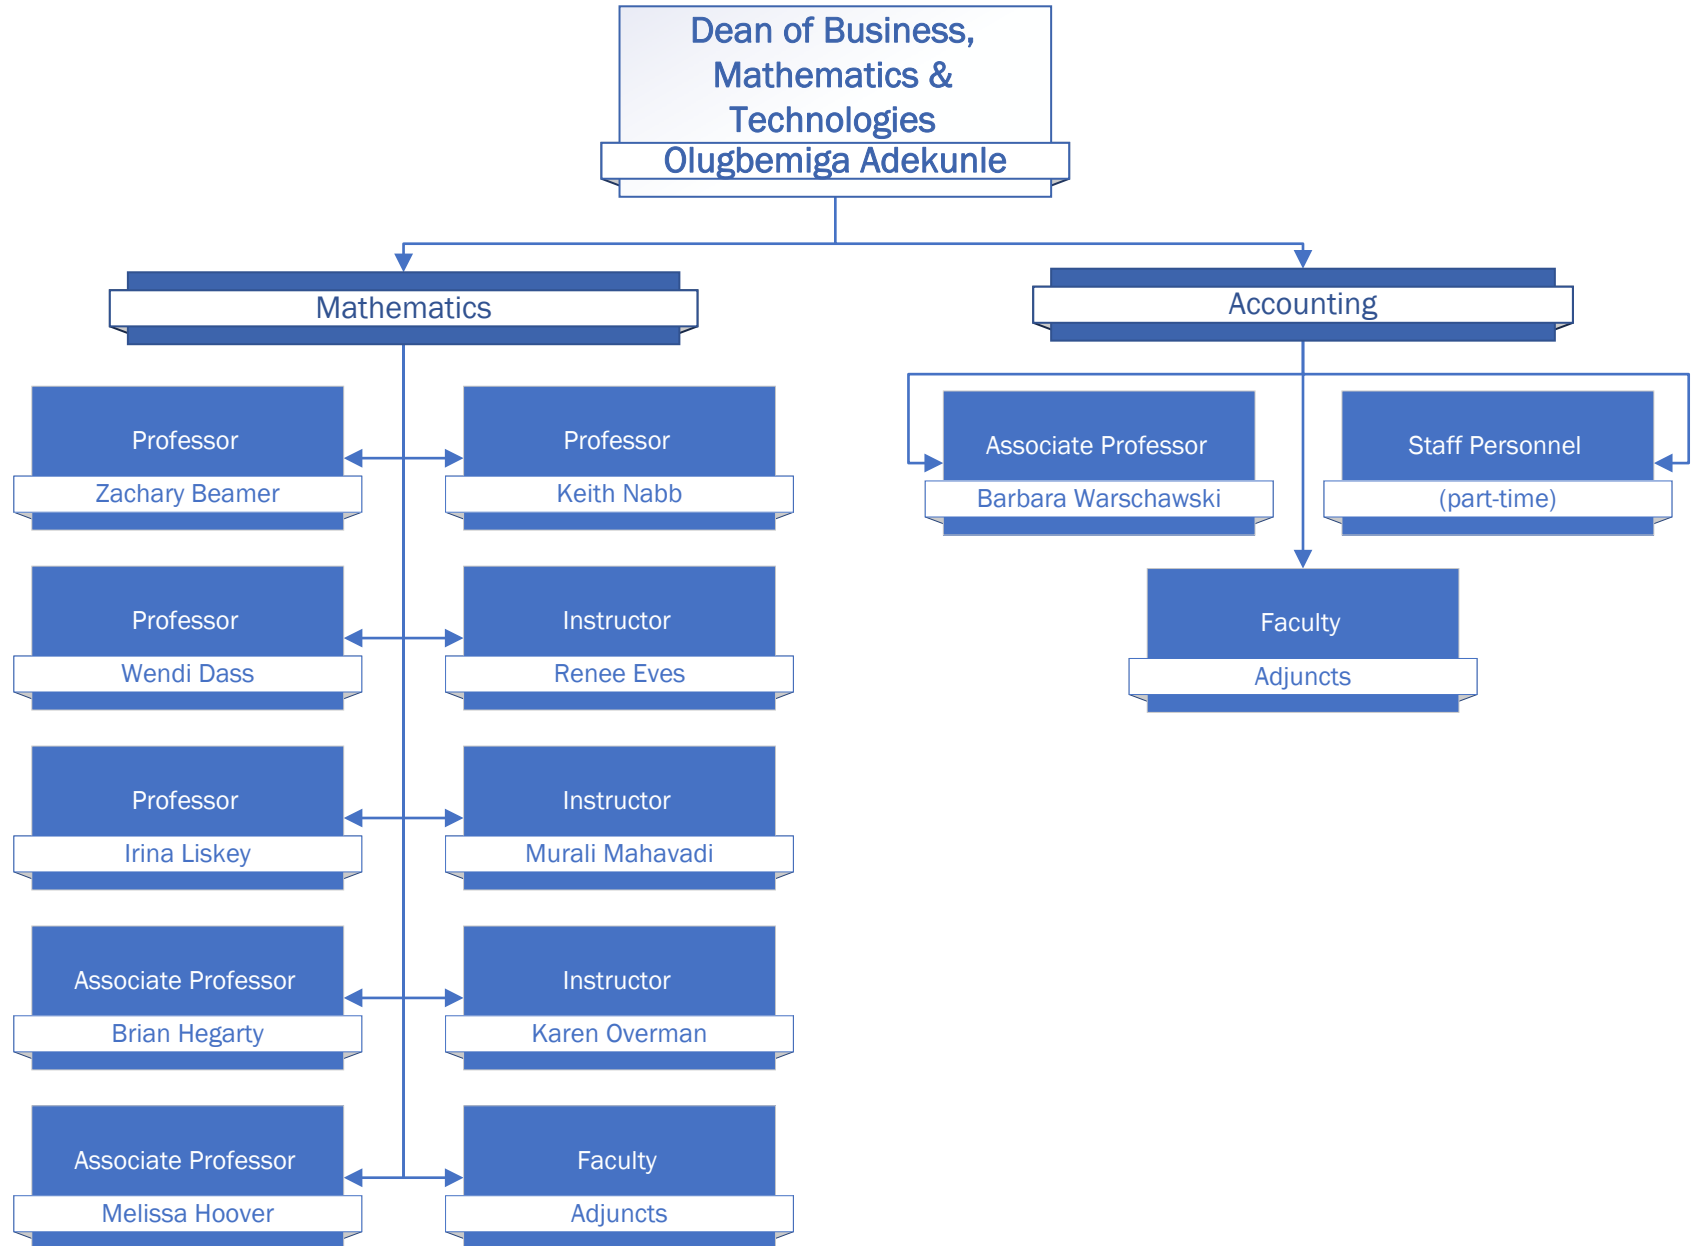 Dean of Business,
Mathematics &
Technologies
Olugbemiga Adekunle
Mathematics
Accounting
Professor
Zachary Beamer
Professor
Keith Nabb
Associate Professor
Barbara Warschawski
Staff Personnel
(part-time)
Professor
Wendi Dass
Instructor
Renee Eves
Faculty
Adjuncts
Professor
Irina Liskey
Instructor
Murali Mahavadi
Associate Professor
Brian Hegarty
Instructor
Karen Overman
Associate Professor
Melissa Hoover
Faculty
Adjuncts